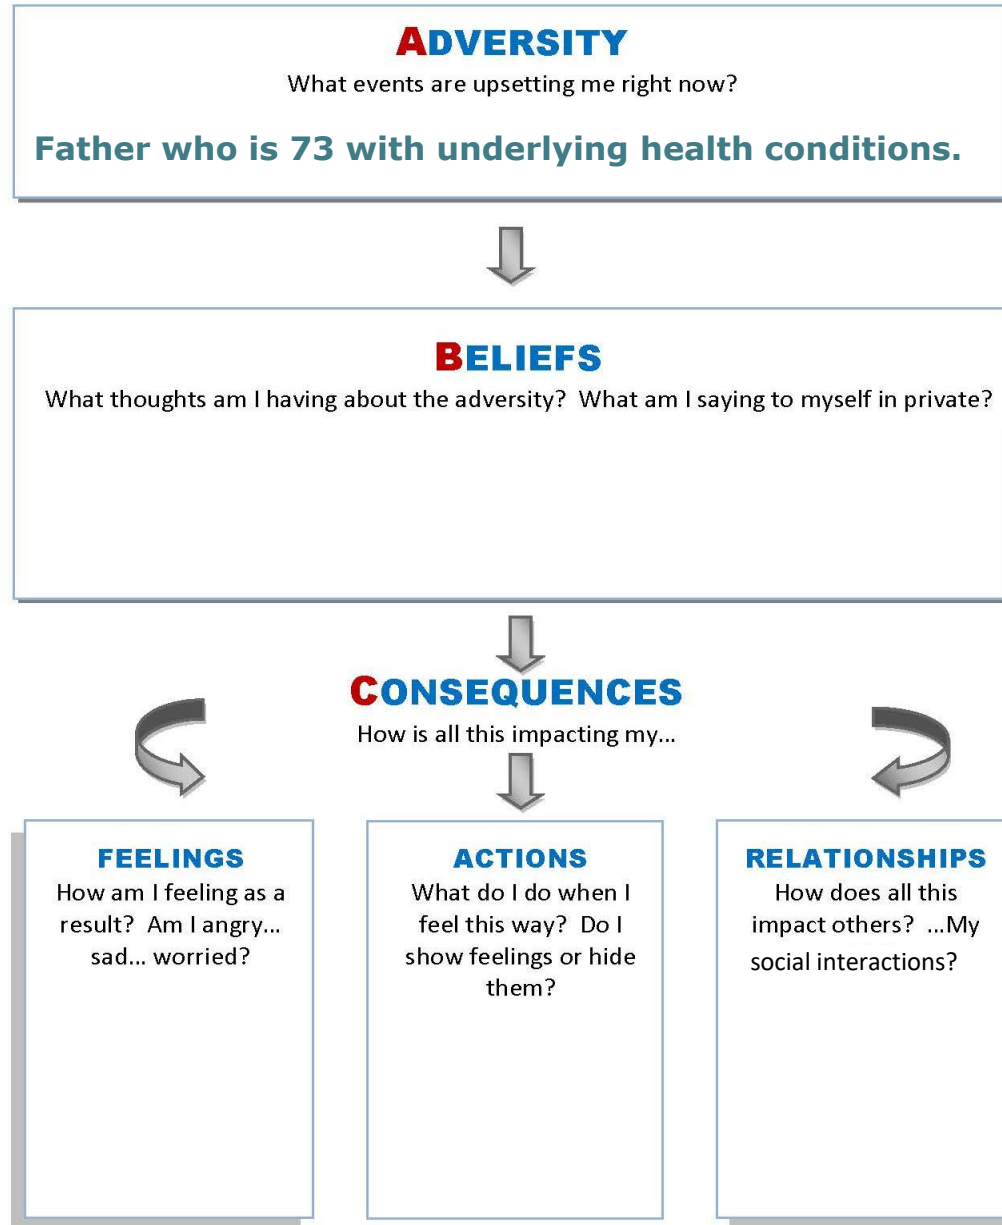 ADVERSITY
What events are upsetting me right now?
Father who is 73 with underlying health conditions.
BELIEFS
What thoughts am I having about the adversity? What am I saying to myself in private?
CONSEQUENCES
How is all this impacting my...
FEELINGS
How am I feeling as a
result? Am I angry...
sad... worried?
ACTIONS
What do I do when I
feel this way? Do I
show feelings or hide
them?
RELATIONSHIPS
How does all this
impact others? ...My
social interactions?